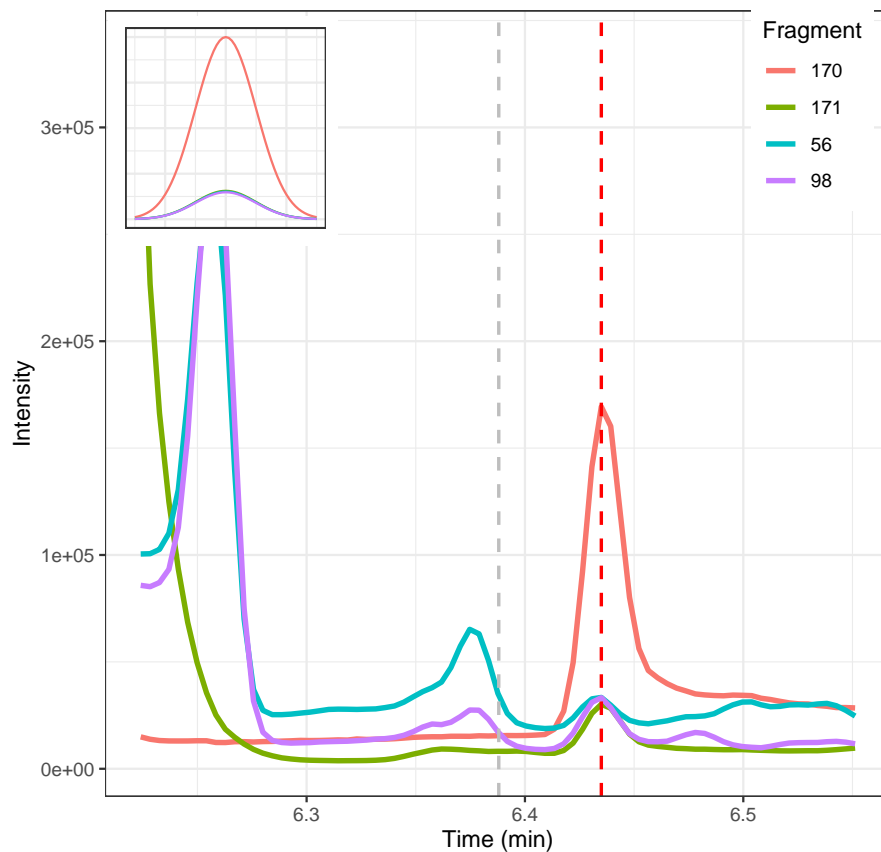 Fragment
170
171
56
98
3e+05
2e+05
1e+05
0e+00
Intensity
6.3 6.4 6.5
Time (min)